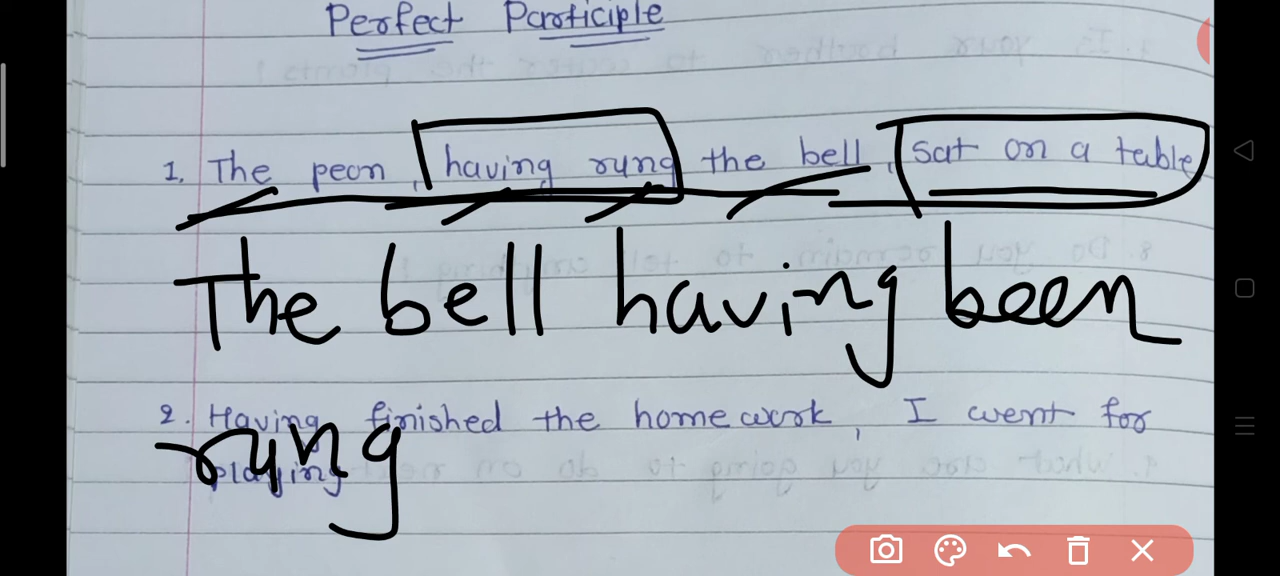 Perfect Participle
1. The peon, having rung the bell, sat on a table
The bell having been
2. Having finished the homework, I went for
rung
playing